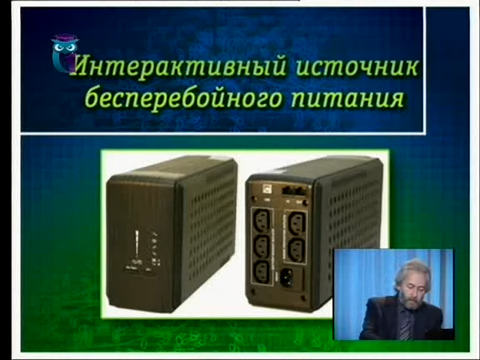 Интерактивный источник
бесперебойного питания